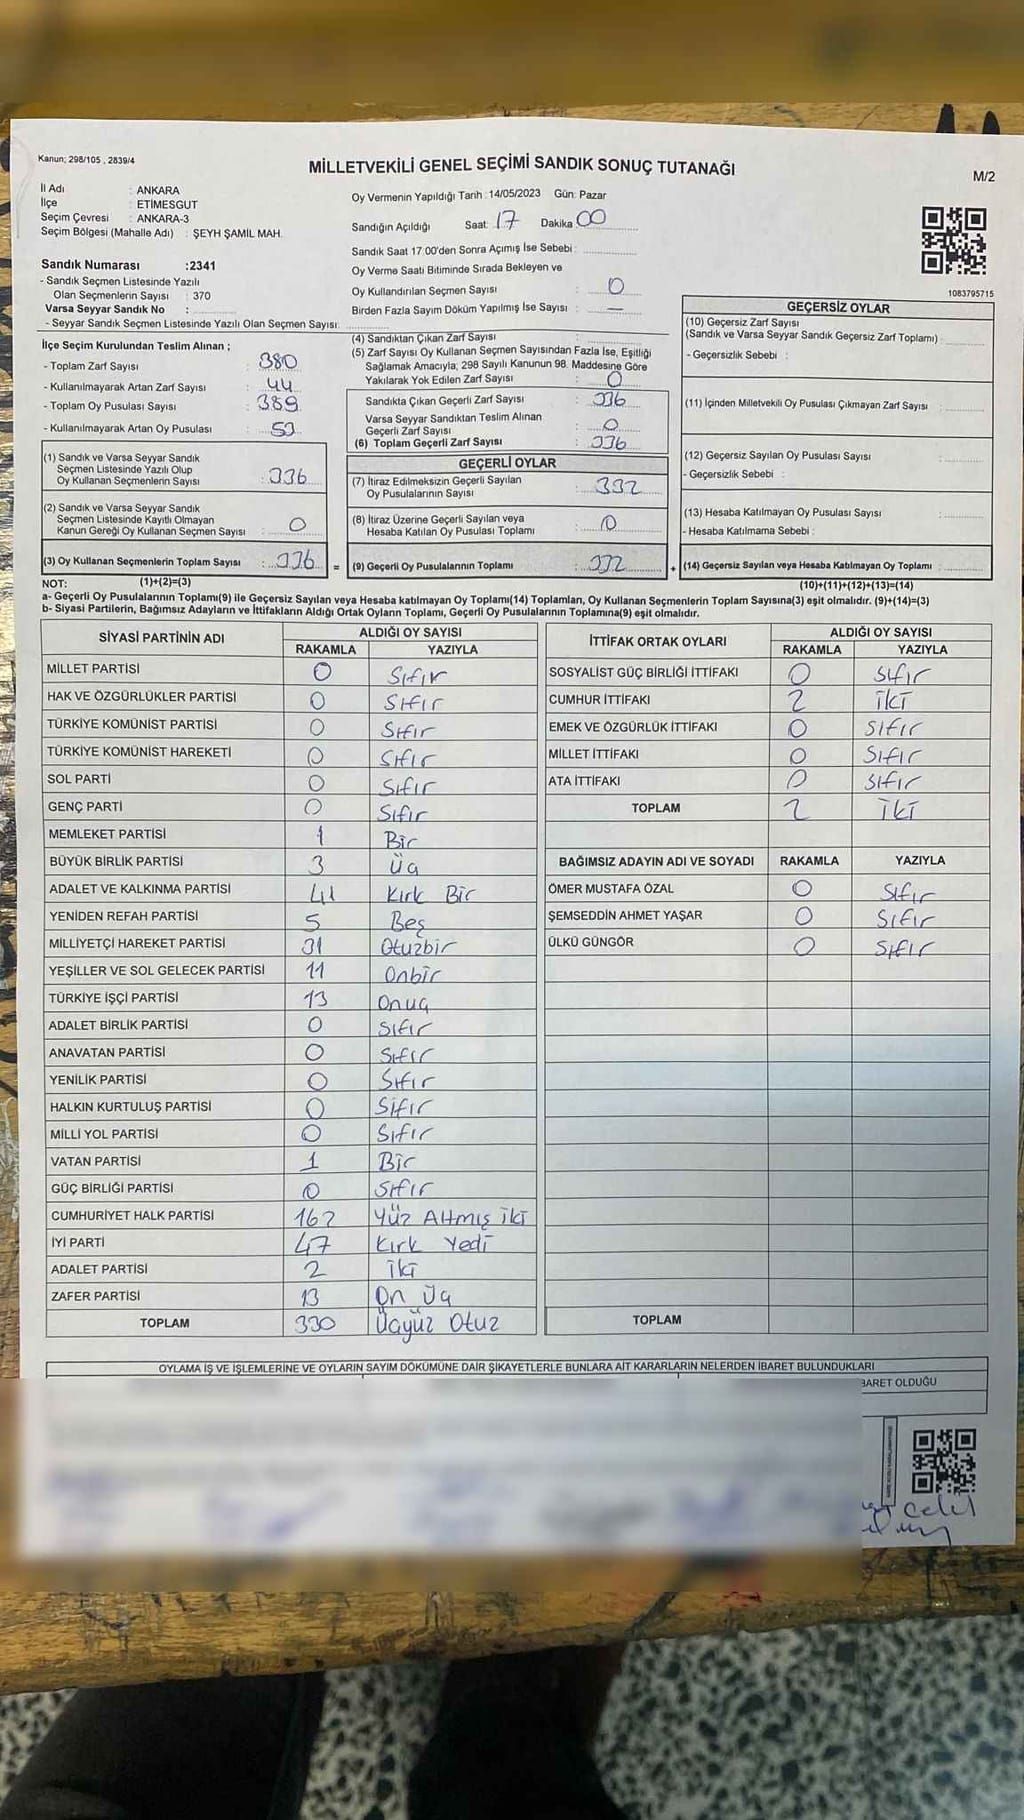 Kanun; 298/105 , 2839/4
MİLLETVEKİLİ GENEL SEÇİMİ SANDIK SONUÇ TUTANAĞI
M/2
İl Adı : ANKARA
İlçe : ETİMESGUT
Seçim Çevresi : ANKARA-3
Seçim Bölgesi (Mahalle Adı) : ŞEYH ŞAMİL MAH.
Sandık Numarası :2341
- Sandık Seçmen Listesinde Yazılı
Olan Seçmenlerin Sayısı : 370
Varsa Seyyar Sandık No :
- Seyyar Sandık Seçmen Listesinde Yazılı Olan Seçmen Sayısı:
Oy Vermenin Yapıldığı Tarih :14/05/2023 Gün: Pazar
Sandığın Açıldığı Saat: 17 Dakika: 00
Sandık Saat 17:00'den Sonra Açımış İse Sebebi :
Oy Verme Saati Bitiminde Sırada Bekleyen ve
Oy Kullandırılan Seçmen Sayısı : 0
Birden Fazla Sayım Döküm Yapılmış İse Sayısı : —
1083795715
İlçe Seçim Kurulundan Teslim Alınan ;
- Toplam Zarf Sayısı : 380
- Kullanılmayarak Artan Zarf Sayısı : 44
- Toplam Oy Pusulası Sayısı : 389
- Kullanılmayarak Artan Oy Pusulası : 53
(1) Sandık ve Varsa Seyyar Sandık
Seçmen Listesinde Yazılı Olup
Oy Kullanan Seçmenlerin Sayısı : 336
(2) Sandık ve Varsa Seyyar Sandık
Seçmen Listesinde Kayıtlı Olmayan
Kanun Gereği Oy Kullanan Seçmen Sayısı : 0
(3) Oy Kullanan Seçmenlerin Toplam Sayısı : 336 =
(4) Sandıktan Çıkan Zarf Sayısı :
(5) Zarf Sayısı Oy Kullanan Seçmen Sayısından Fazla İse, Eşitliği
Sağlamak Amacıyla; 298 Sayılı Kanunun 98. Maddesine Göre
Yakılarak Yok Edilen Zarf Sayısı : 0
Sandıkta Çıkan Geçerli Zarf Sayısı : 336
Varsa Seyyar Sandıktan Teslim Alınan
Geçerli Zarf Sayısı : 0
(6) Toplam Geçerli Zarf Sayısı : 336
GEÇERLİ OYLAR
(7) İtiraz Edilmeksizin Geçerli Sayılan
Oy Pusulalarının Sayısı : 332
(8) İtiraz Üzerine Geçerli Sayılan veya
Hesaba Katılan Oy Pusulası Toplamı : 0
(9) Geçerli Oy Pusulalarının Toplamı : 332 +
GEÇERSİZ OYLAR
(10) Geçersiz Zarf Sayısı
(Sandık ve Varsa Seyyar Sandık Geçersiz Zarf Toplamı) :
- Geçersizlik Sebebi :
(11) İçinden Milletvekili Oy Pusulası Çıkmayan Zarf Sayısı :
(12) Geçersiz Sayılan Oy Pusulası Sayısı :
- Geçersizlik Sebebi :
(13) Hesaba Katılmayan Oy Pusulası Sayısı :
- Hesaba Katılmama Sebebi :
(14) Geçersiz Sayılan veya Hesaba Katılmayan Oy Toplamı :
NOT: (1)+(2)=(3) (10)+(11)+(12)+(13)=(14)
a- Geçerli Oy Pusulasının Toplamı(9) ile Geçersiz Sayılan veya Hesaba katılmayan Oy Toplamı(14) Toplamları, Oy Kullanan Seçmenlerin Toplam Sayısına(3) eşit olmalıdır. (9)+(14)=(3)
b- Siyasi Partilerin, Bağımsız Adayların ve İttifakların Aldığı Ortak Oyların Toplamı, Geçerli Oy Pusulalarının Toplamına(9) eşit olmalıdır.
SİYASİ PARTİNİN ADI ALDIĞI OY SAYISI
RAKAMLA YAZIYLA
MİLLET PARTİSİ 0 Sıfır
HAK VE ÖZGÜRLÜKLER PARTİSİ 0 Sıfır
TÜRKİYE KOMÜNİST PARTİSİ 0 Sıfır
TÜRKİYE KOMÜNİST HAREKETİ 0 Sıfır
SOL PARTİ 0 Sıfır
GENÇ PARTİ 0 Sıfır
MEMLEKET PARTİSİ 1 Bir
BÜYÜK BİRLİK PARTİSİ 3 Üç
ADALET VE KALKINMA PARTİSİ 41 Kırk Bir
YENİDEN REFAH PARTİSİ 5 Beş
MİLLİYETÇİ HAREKET PARTİSİ 31 Otuzbir
YEŞİLLER VE SOL GELECEK PARTİSİ 11 Onbir
TÜRKİYE İŞÇİ PARTİSİ 13 Onüç
ADALET BİRLİK PARTİSİ 0 Sıfır
ANAVATAN PARTİSİ 0 Sıfır
YENİLİK PARTİSİ 0 Sıfır
HALKIN KURTULUŞ PARTİSİ 0 Sıfır
MİLLİ YOL PARTİSİ 0 Sıfır
VATAN PARTİSİ 1 Bir
GÜÇ BİRLİĞİ PARTİSİ 0 Sıfır
CUMHURİYET HALK PARTİSİ 162 Yüz Altmış iki
İYİ PARTİ 47 Kırk Yedi
ADALET PARTİSİ 2 İki
ZAFER PARTİSİ 13 On Üç
TOPLAM 330 Üçyüz Otuz
İTTİFAK ORTAK OYLARI ALDIĞI OY SAYISI
RAKAMLA YAZIYLA
SOSYALİST GÜÇ BİRLİĞİ İTTİFAKI 0 Sıfır
CUMHUR İTTİFAKI 2 İki
EMEK VE ÖZGÜRLÜK İTTİFAKI 0 Sıfır
MİLLET İTTİFAKI 0 Sıfır
ATA İTTİFAKI 0 Sıfır
TOPLAM 2 İki
BAĞIMSIZ ADAYIN ADI VE SOYADI RAKAMLA YAZIYLA
ÖMER MUSTAFA ÖZAL 0 Sıfır
ŞEMSEDDİN AHMET YAŞAR 0 Sıfır
ÜLKÜ GÜNGÖR 0 Sıfır
TOPLAM
OYLAMA İŞ VE İŞLEMLERİNE VE OYLARIN SAYIM DÖKÜMÜNE DAİR ŞİKAYETLERLE BUNLARA AİT KARARLARIN NELERDEN İBARET BULUNDUKLARI
BARET OLDUĞU